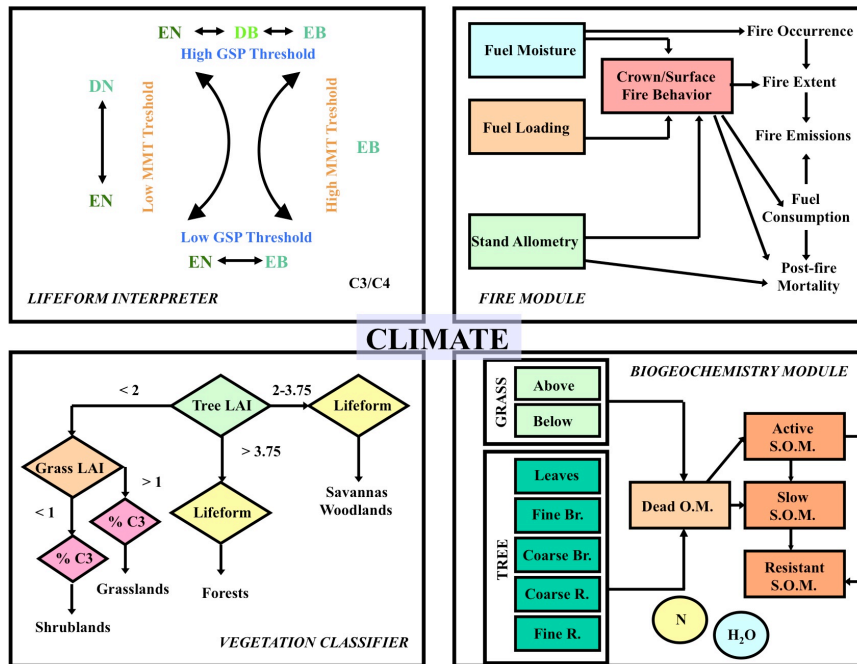 EN DB EB
High GSP Threshold
DN
Low MMT Treshold
High MMT Treshold
EB
EN
Low GSP Threshold
EN EB
C3/C4
LIFEFORM INTERPRETER
Fuel Moisture
Fire Occurrence
Crown/Surface
Fire Behavior
Fire Extent
Fuel Loading
Fire Emissions
Fuel
Consumption
Stand Allometry
Post-fire
Mortality
FIRE MODULE
CLIMATE
< 2
Tree LAI
2-3.75
Lifeform
Grass LAI
> 3.75
> 1
< 1
% C3
Lifeform
Savannas
Woodlands
% C3
Grasslands
Forests
Shrublands
VEGETATION CLASSIFIER
BIOGEOCHEMISTRY MODULE
GRASS
Above
Below
TREE
Leaves
Fine Br.
Coarse Br.
Coarse R.
Fine R.
Dead O.M.
Active
S.O.M.
Slow
S.O.M.
Resistant
S.O.M.
N
H₂O